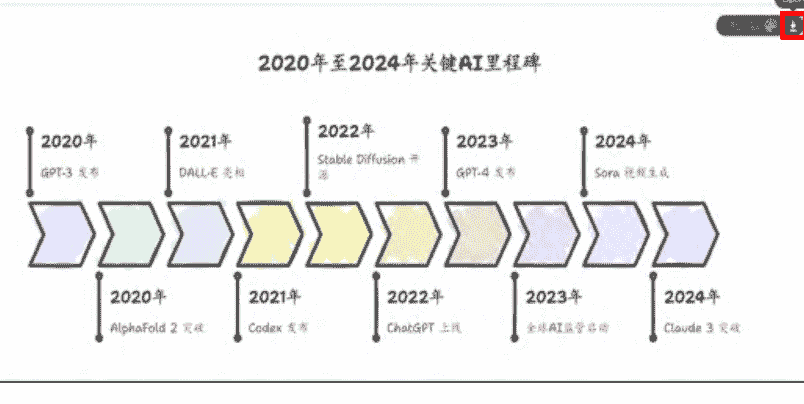 2020年至2024年关键AI里程碑
2020年
GPT-3 发布
2021年
DALL-E 亮相
2022年
Stable Diffusion 开
源
2023年
GPT-4 发布
2024年
Sora 视频生成
2020年
AlphaFold 2 突破
2021年
Codex 发布
2022年
ChatGPT 上线
2023年
全球AI监管启动
2024年
Claude 3 突破